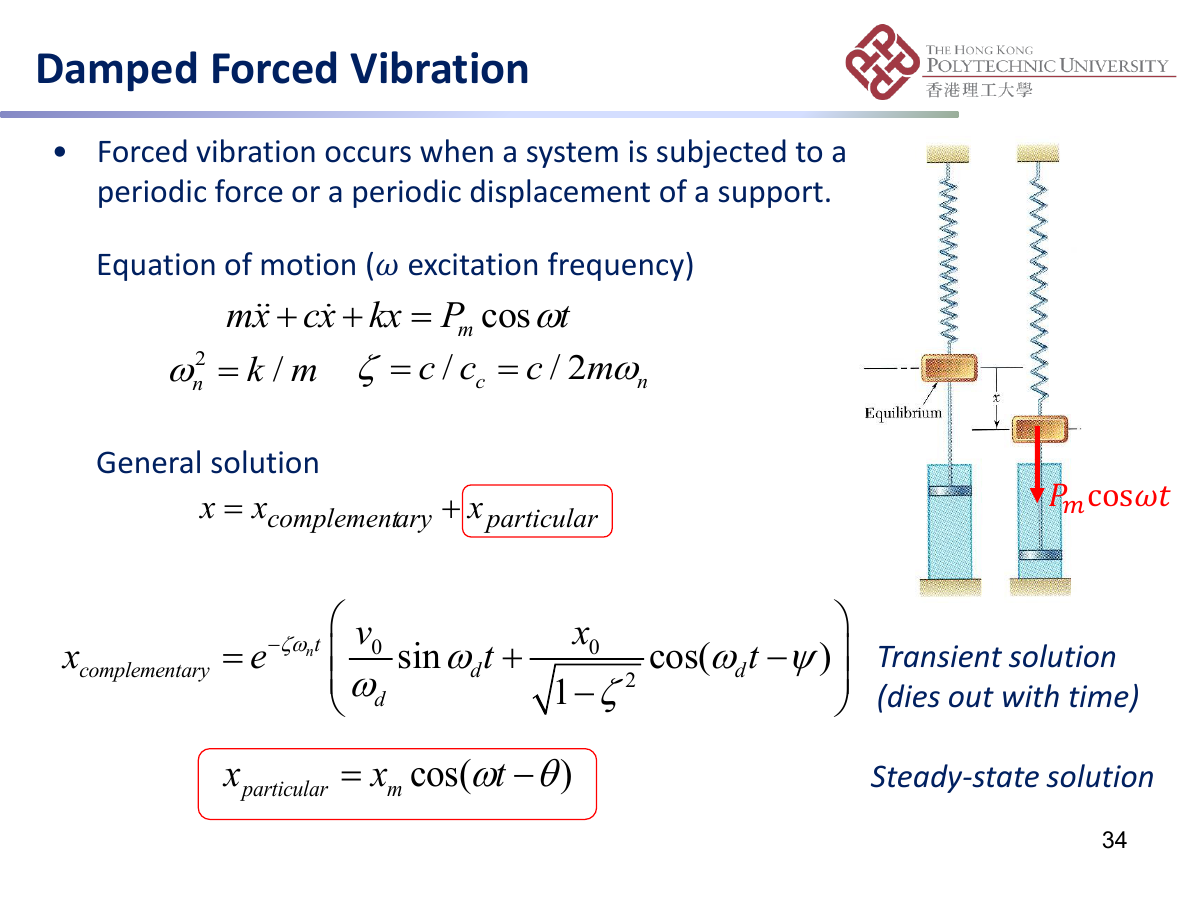 Damped Forced Vibration
THE HONG KONG
POLYTECHNIC UNIVERSITY
香港理工大學
• Forced vibration occurs when a system is subjected to a
periodic force or a periodic displacement of a support.
Equation of motion (ω excitation frequency)
mẍ + cẋ + kx = P_m cos ωt
ω_n^2 = k / m ζ = c / c_c = c / 2mω_n
General solution
x = x_complementary + x_particular
x_complementary = e^{-ζω_n t} ( v_0/ω_d sin ω_d t + x_0/√(1−ζ^2) cos(ω_d t − ψ) )
Transient solution
(dies out with time)
x_particular = x_m cos(ωt − θ)
Steady-state solution
Equilibrium
x
P_m cosωt
34